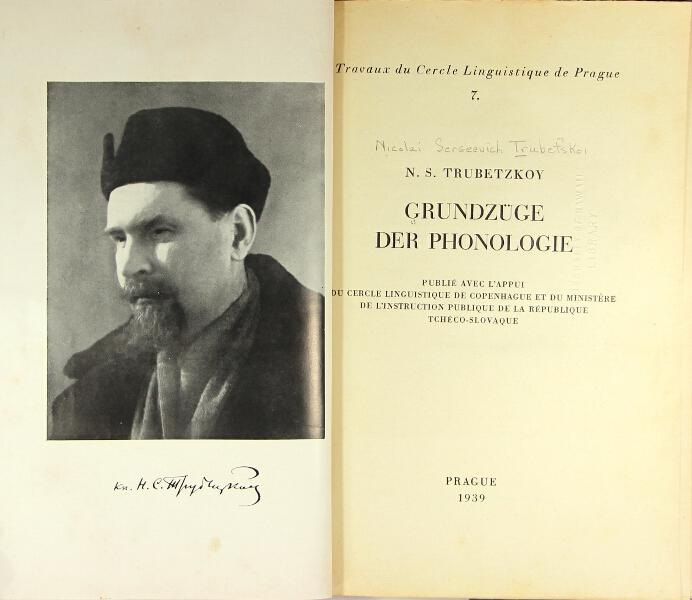 кн. Н. С. Трубецкой
Travaux du Cercle Linguistique de Prague
7.
Nicolai Sergeevich Trubetskoi
N. S. TRUBETZKOY
GRUNDZÜGE
DER PHONOLOGIE
PUBLIÉ AVEC L'APPUI
DU CERCLE LINGUISTIQUE DE COPENHAGUE ET DU MINISTÈRE
DE L'INSTRUCTION PUBLIQUE DE LA RÉPUBLIQUE
TCHÉCO-SLOVAQUE
PRAGUE
1939
LIBRARY